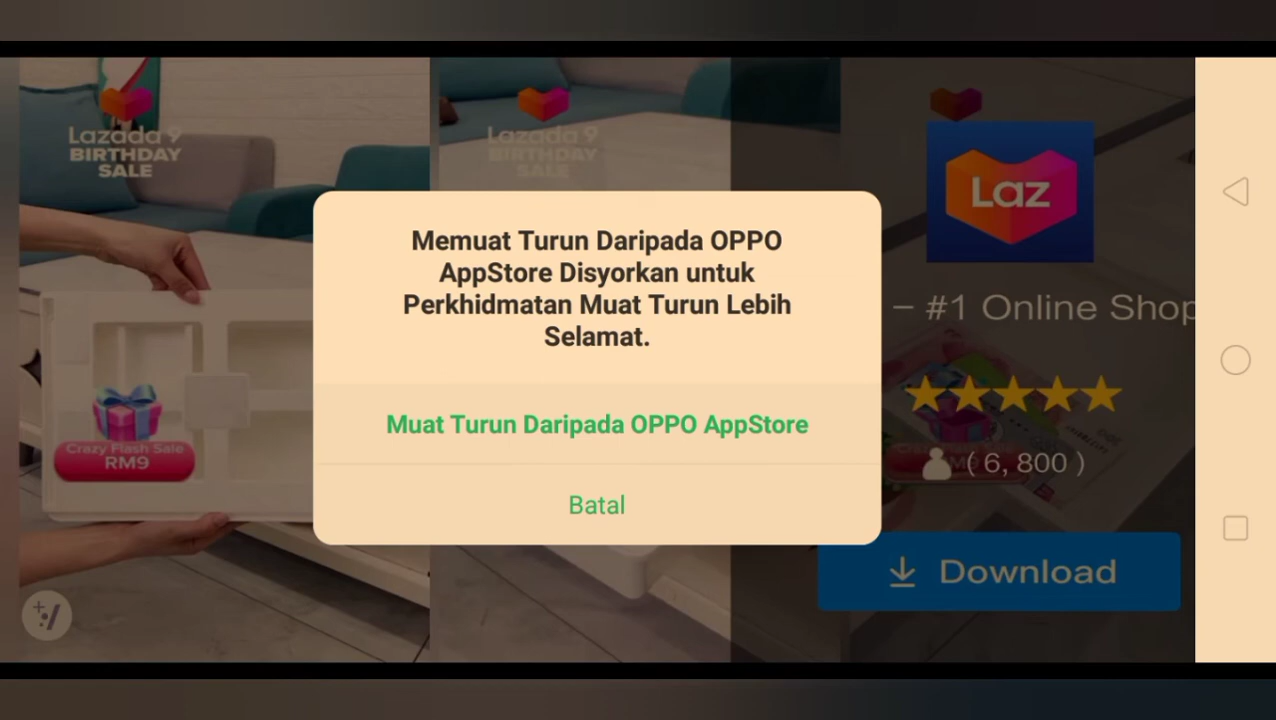 Lazada 9
BIRTHDAY
SALE
Lazada 9
BIRTHDAY
SALE
Laz
Memuat Turun Daripada OPPO
AppStore Disyorkan untuk
Perkhidmatan Muat Turun Lebih
Selamat.
– #1 Online Shop
Muat Turun Daripada OPPO AppStore
Crazy Flash Sale
RM9
( 6, 800 )
Batal
Download